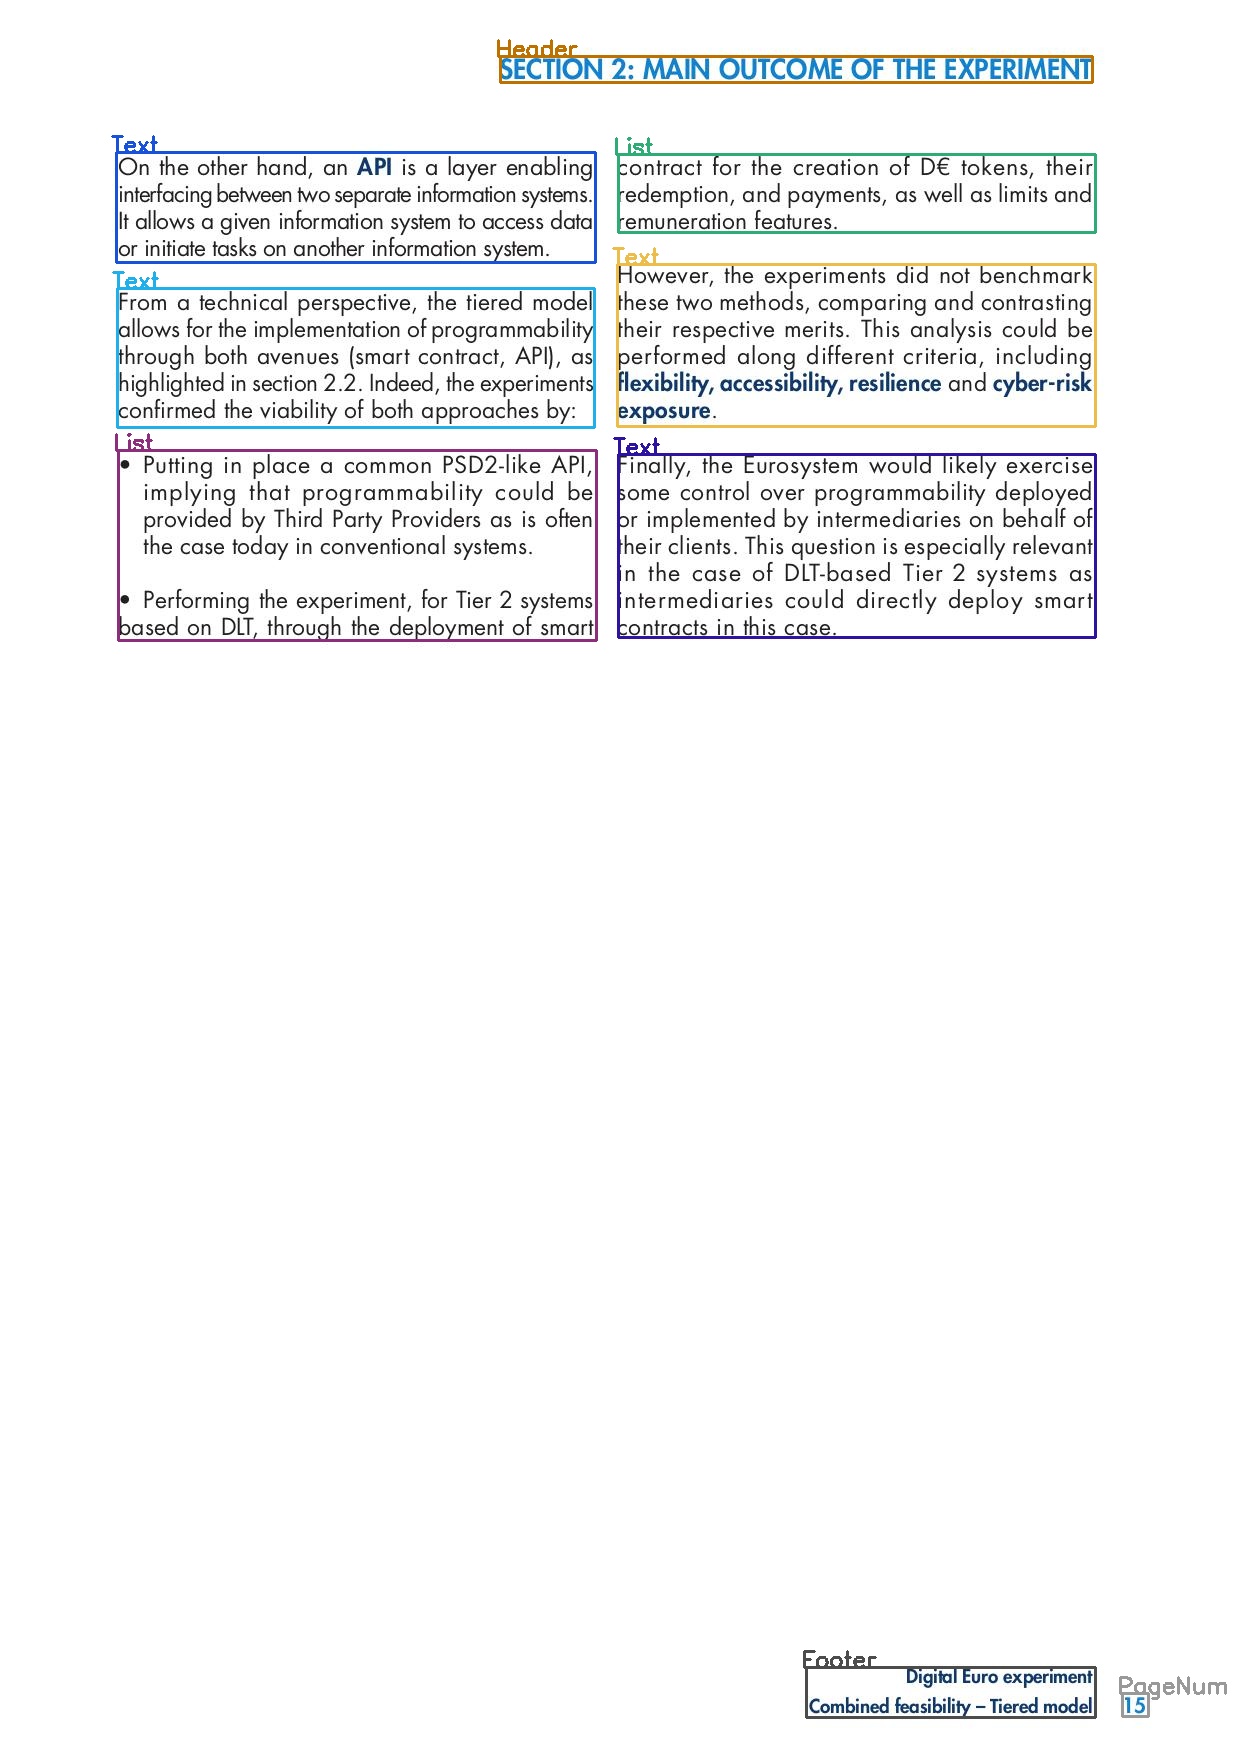 Header
SECTION 2: MAIN OUTCOME OF THE EXPERIMENT
Text
On the other hand, an API is a layer enabling
interfacing between two separate information systems.
It allows a given information system to access data
or initiate tasks on another information system.
Text
From a technical perspective, the tiered model
allows for the implementation of programmability
through both avenues (smart contract, API), as
highlighted in section 2.2. Indeed, the experiments
confirmed the viability of both approaches by:
List
• Putting in place a common PSD2-like API,
implying that programmability could be
provided by Third Party Providers as is often
the case today in conventional systems.
• Performing the experiment, for Tier 2 systems
based on DLT, through the deployment of smart
List
contract for the creation of D€ tokens, their
redemption, and payments, as well as limits and
remuneration features.
Text
However, the experiments did not benchmark
these two methods, comparing and contrasting
their respective merits. This analysis could be
performed along different criteria, including
flexibility, accessibility, resilience and cyber-risk
exposure.
Text
Finally, the Eurosystem would likely exercise
some control over programmability deployed
or implemented by intermediaries on behalf of
their clients. This question is especially relevant
in the case of DLT-based Tier 2 systems as
intermediaries could directly deploy smart
contracts in this case.
Footer
Digital Euro experiment
Combined feasibility – Tiered model
PageNum
15